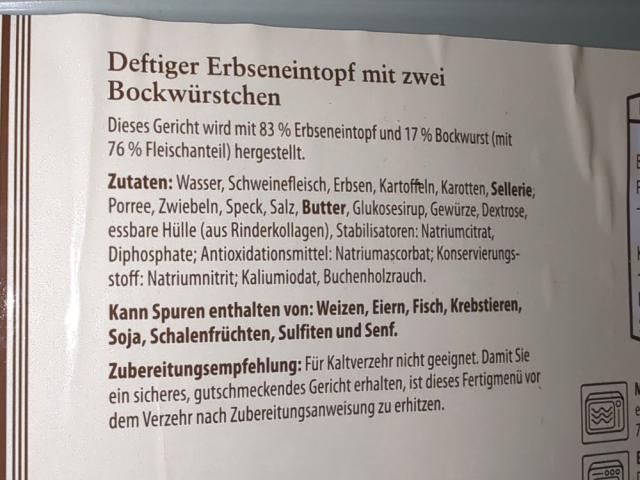 Deftiger Erbseneintopf mit zwei
Bockwürstchen
Dieses Gericht wird mit 83 % Erbseneintopf und 17 % Bockwurst (mit
76 % Fleischanteil) hergestellt.
Zutaten: Wasser, Schweinefleisch, Erbsen, Kartoffeln, Karotten, Sellerie,
Porree, Zwiebeln, Speck, Salz, Butter, Glukosesirup, Gewürze, Dextrose,
essbare Hülle (aus Rinderkollagen), Stabilisatoren: Natriumcitrat,
Diphosphate; Antioxidationsmittel: Natriumascorbat; Konservierungs-
stoff: Natriumnitrit; Kaliumiodat, Buchenholzrauch.
Kann Spuren enthalten von: Weizen, Eiern, Fisch, Krebstieren,
Soja, Schalenfrüchten, Sulfiten und Senf.
Zubereitungsempfehlung: Für Kaltverzehr nicht geeignet. Damit Sie
ein sicheres, gutschmeckendes Gericht erhalten, ist dieses Fertigmenü vor
dem Verzehr nach Zubereitungsanweisung zu erhitzen.